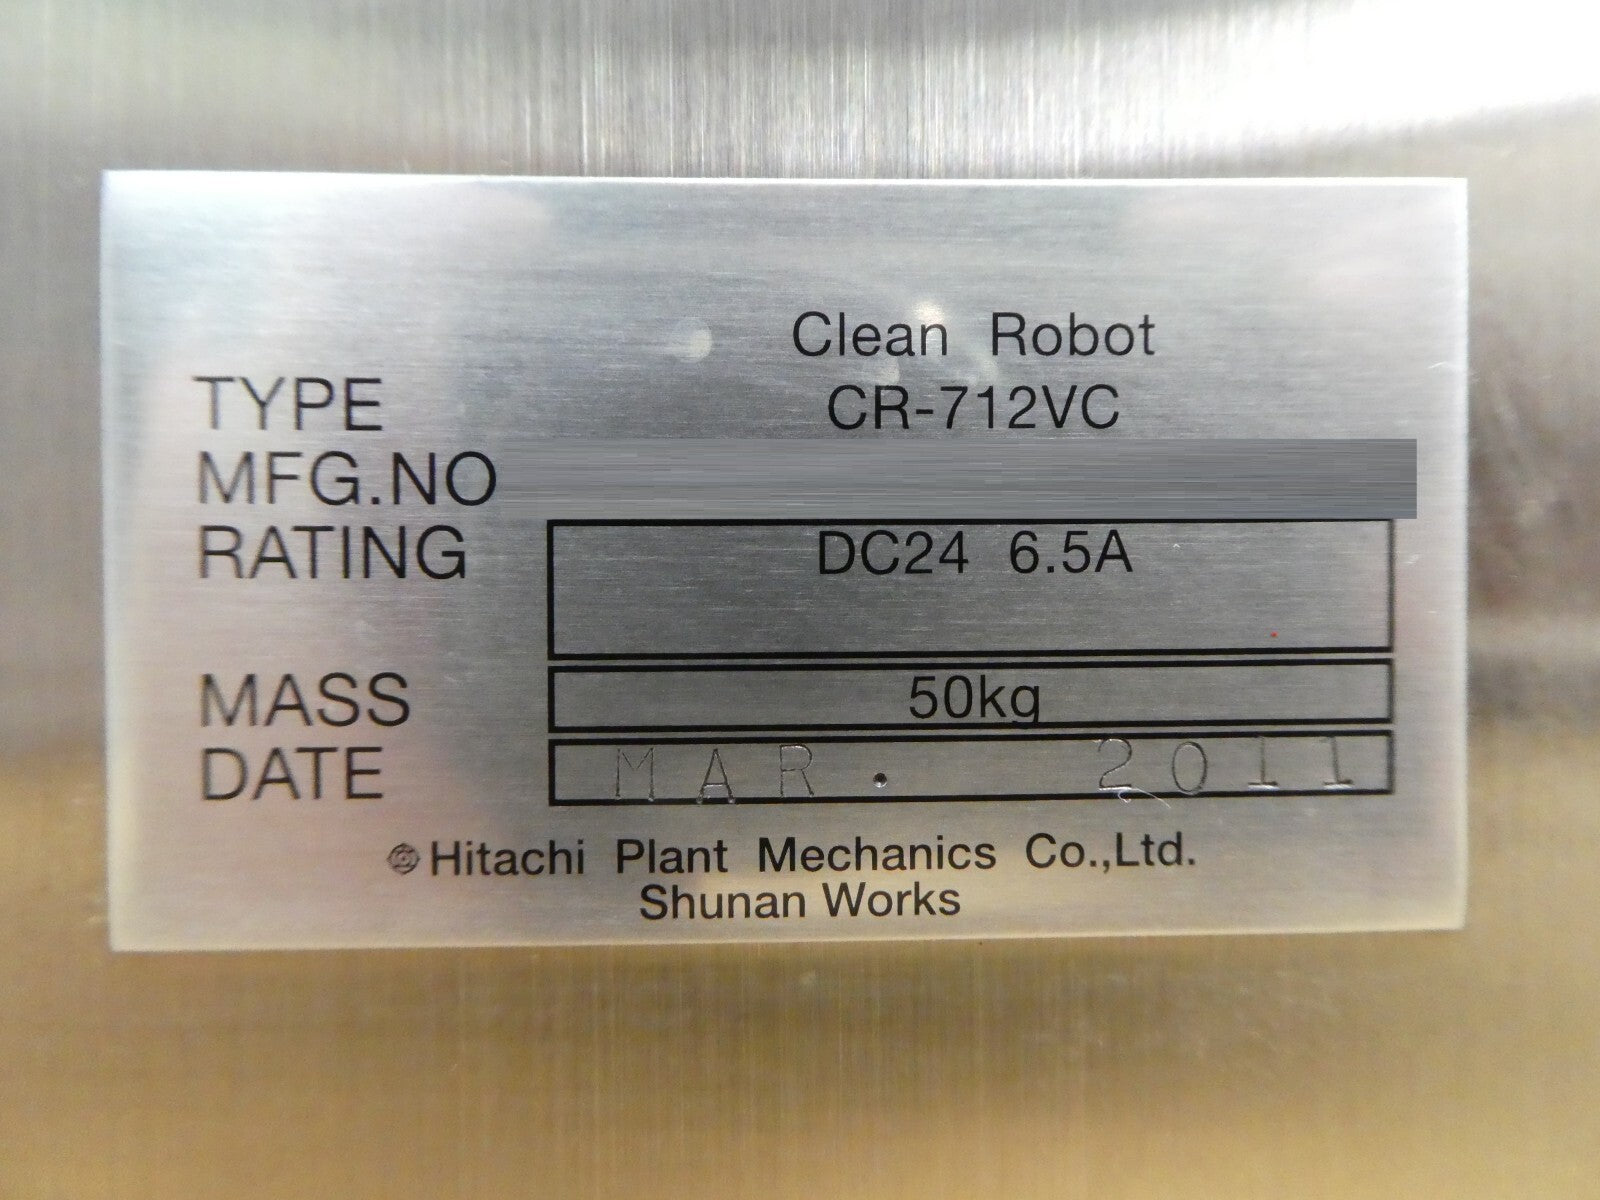 Clean Robot
TYPE CR-712VC
MFG.NO
RATING DC24 6.5A
MASS 50kg
DATE MAR. 2011
Hitachi Plant Mechanics Co.,Ltd.
Shunan Works